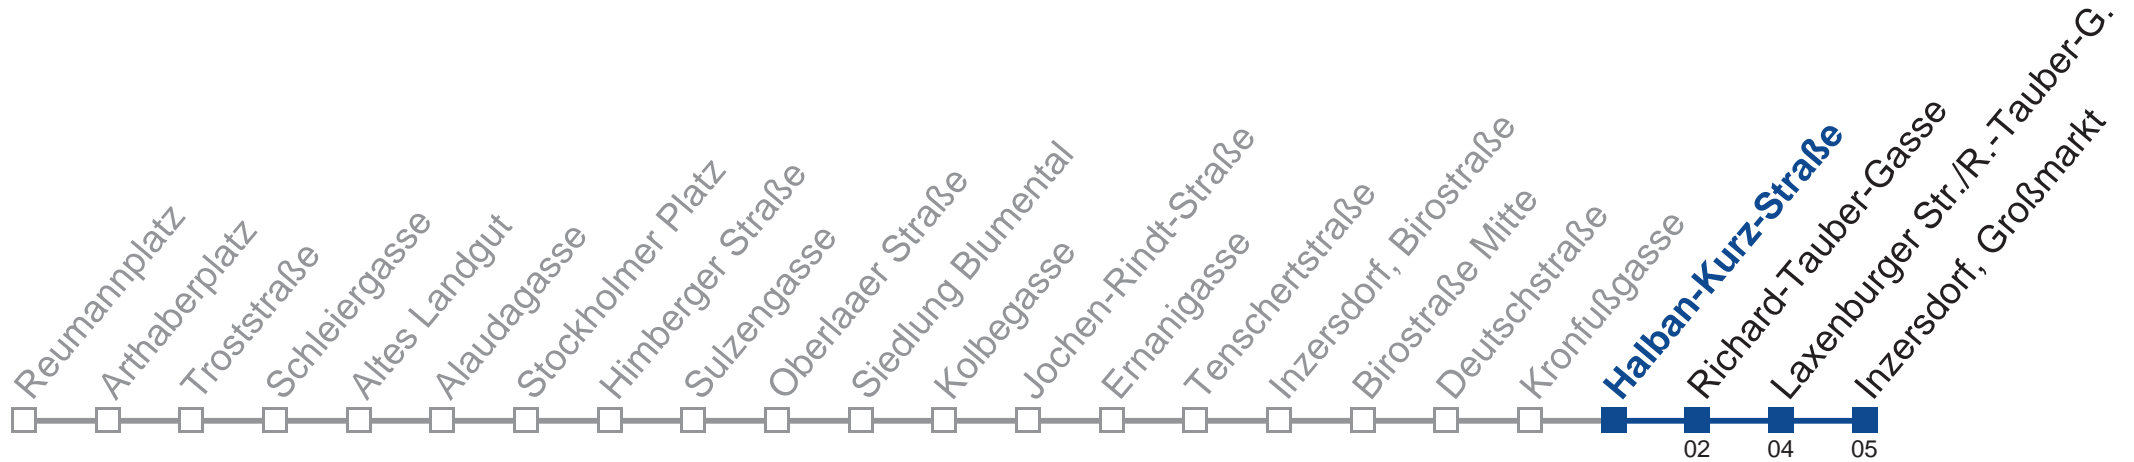 Reumannplatz
Arthaberplatz
Troststraße
Schleiergasse
Altes Landgut
Alaudagasse
Stockholmer Platz
Himberger Straße
Sulzengasse
Oberlaaer Straße
Siedlung Blumental
Kolbegasse
Jochen-Rindt-Straße
Ernanigasse
Tenschertstraße
Inzersdorf, Birostraße
Birostraße Mitte
Deutschstraße
Kronfußgasse
Halban-Kurz-Straße
Richard-Tauber-Gasse
Laxenburger Str./R.-Tauber-G.
Inzersdorf, Großmarkt
02
04
05